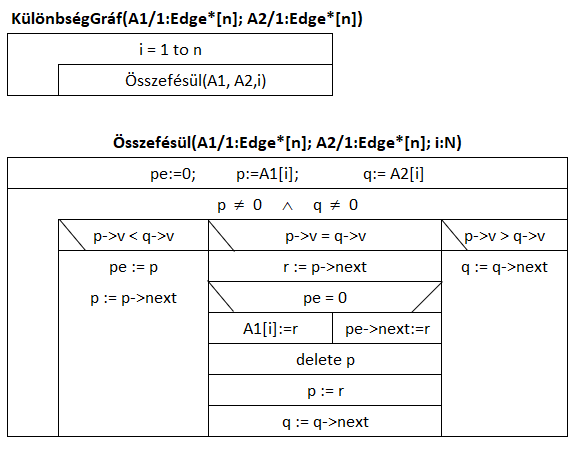 KülönbségGráf(A1/1:Edge*[n]; A2/1:Edge*[n])
i = 1 to n
Összefésül(A1, A2,i)
Összefésül(A1/1:Edge*[n]; A2/1:Edge*[n]; i:N)
pe:=0; p:=A1[i]; q:= A2[i]
p ≠ 0 ∧ q ≠ 0
p->v < q->v p->v = q->v p->v > q->v
pe := p r := p->next q := q->next
p := p->next pe = 0
A1[i]:=r pe->next:=r
delete p
p := r
q := q->next